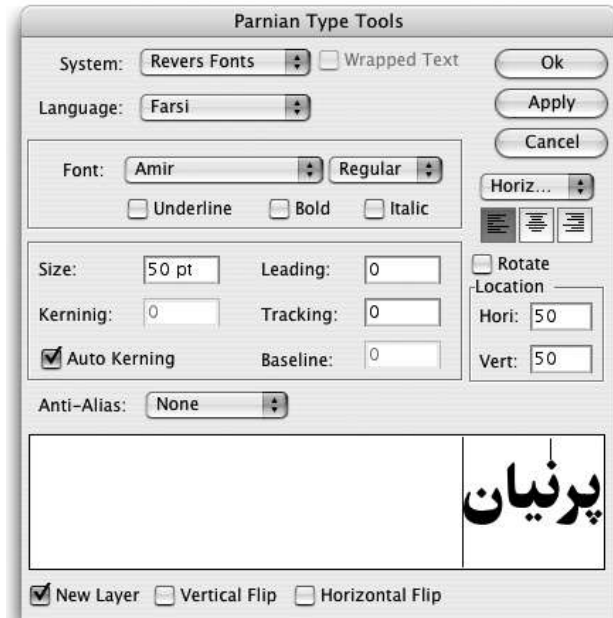 Parnian Type Tools
System: Revers Fonts Wrapped Text Ok
Language: Farsi Apply
Cancel
Font: Amir Regular
Horiz...
Underline Bold Italic
Size: 50 pt Leading: 0 Rotate
Location
Kerninig: 0 Tracking: 0 Hori: 50
Auto Kerning Baseline: 0 Vert: 50
Anti-Alias: None
پرنیان
New Layer Vertical Flip Horizontal Flip